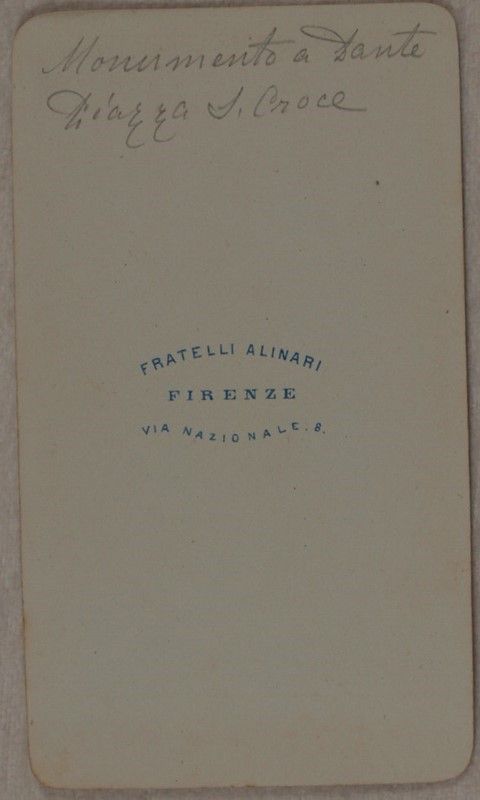 Monumento a Dante
Piazza S. Croce
FRATELLI ALINARI
FIRENZE
VIA NAZIONALE. 8.